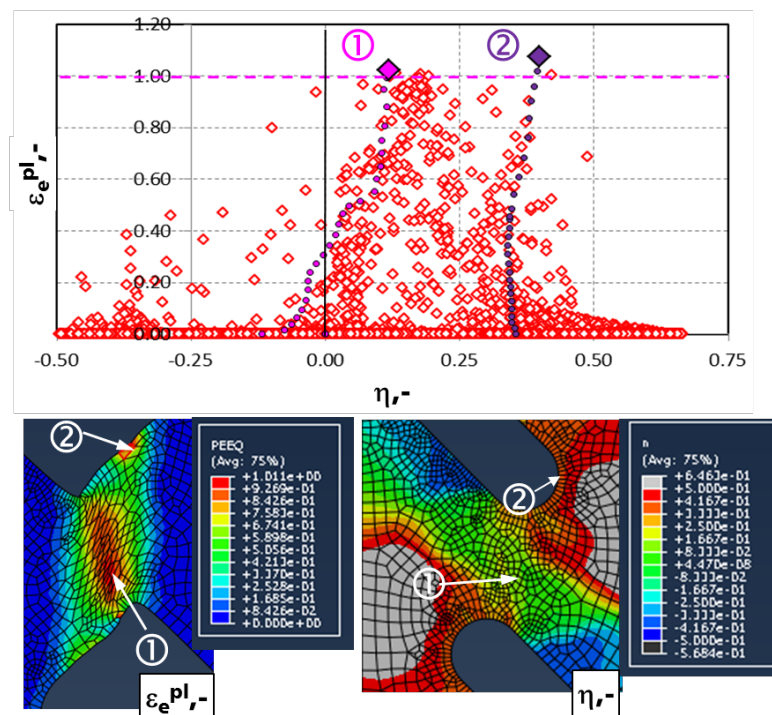 1.20
① ②
1.00
0.80
0.60
0.40
0.20
0.00
εₑᵖˡ,-
-0.50 -0.25 0.00 0.25 0.50 0.75
η,-
②
PEEQ
(Avg: 75%)
+1.011e+00
+9.269e-01
+8.426e-01
+7.583e-01
+6.741e-01
+5.898e-01
+5.056e-01
+4.213e-01
+3.370e-01
+2.528e-01
+1.685e-01
+8.426e-02
+0.000e+00
①
εₑᵖˡ,-
②
①
n
(Avg: 75%)
+6.463e-01
+5.000e-01
+4.167e-01
+3.333e-01
+2.500e-01
+1.667e-01
+8.333e-02
+4.470e-08
-8.333e-02
-1.667e-01
-2.500e-01
-3.333e-01
-4.167e-01
-5.000e-01
-5.684e-01
η,-